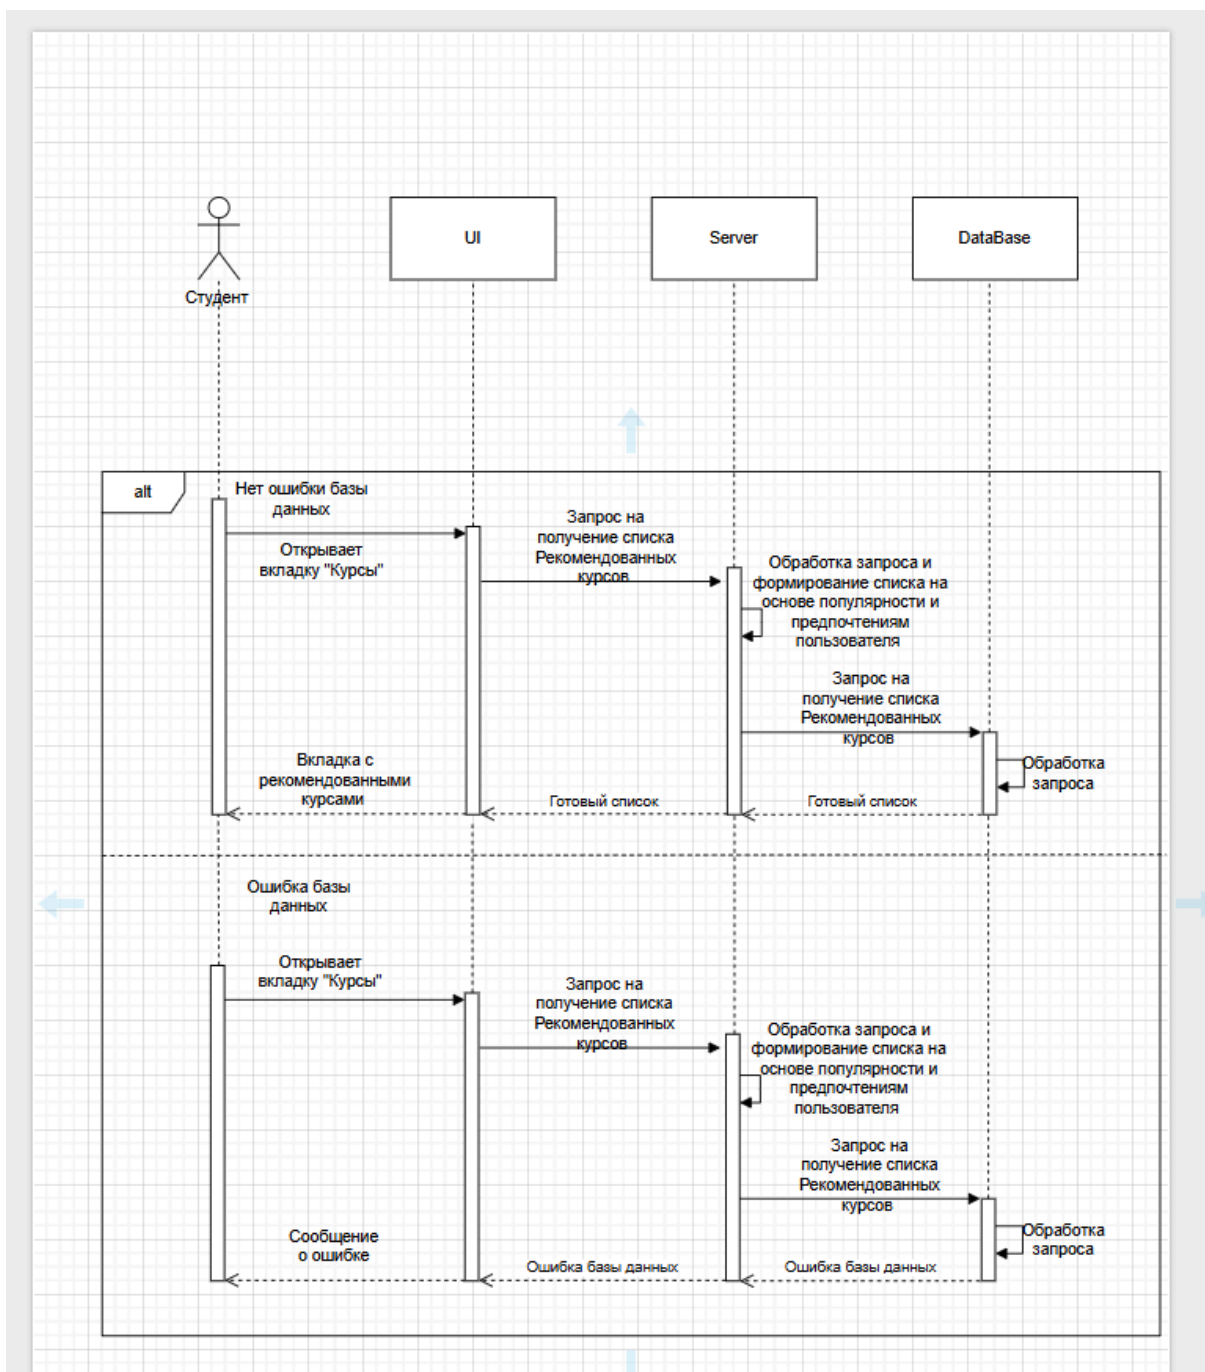 Студент
UI
Server
DataBase
alt
Нет ошибки базы
данных
Открывает
вкладку "Курсы"
Запрос на
получение списка
Рекомендованных
курсов
Обработка запроса и
формирование списка на
основе популярности и
предпочтениям
пользователя
Запрос на
получение списка
Рекомендованных
курсов
Обработка
запроса
Готовый список
Готовый список
Вкладка с
рекомендованными
курсами
Ошибка базы
данных
Открывает
вкладку "Курсы"
Запрос на
получение списка
Рекомендованных
курсов
Обработка запроса и
формирование списка на
основе популярности и
предпочтениям
пользователя
Запрос на
получение списка
Рекомендованных
курсов
Обработка
запроса
Ошибка базы данных
Ошибка базы данных
Сообщение
о ошибке